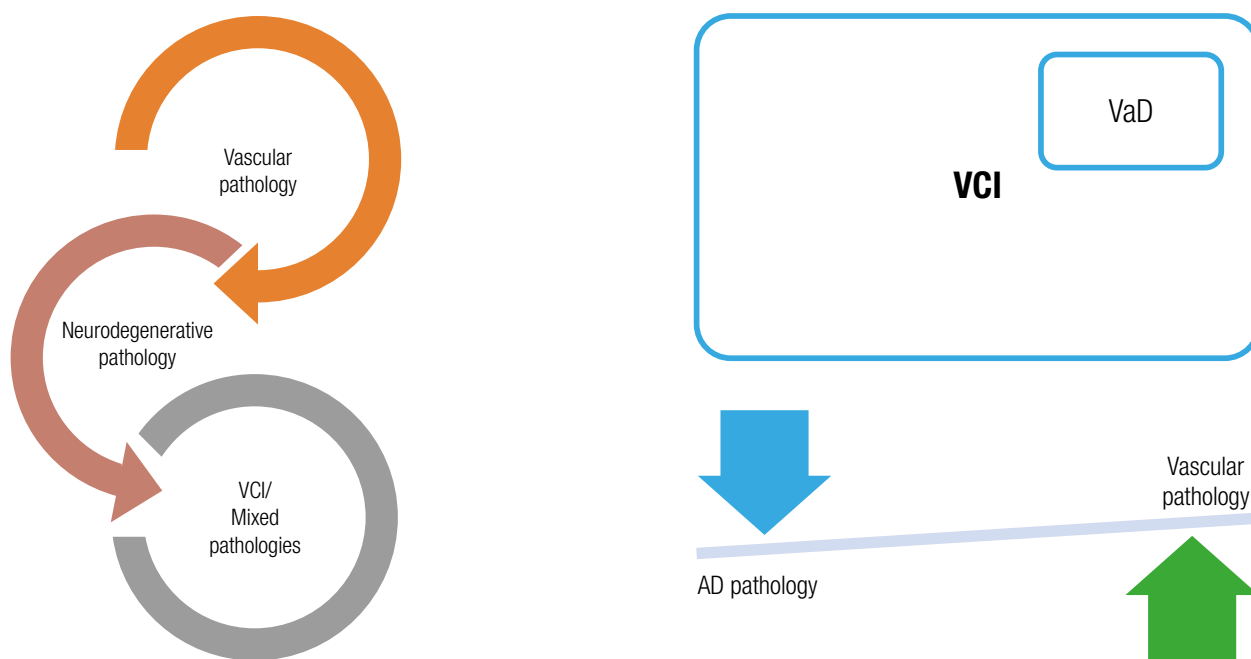 Vascular
pathology
Neurodegenerative
pathology
VCI/
Mixed
pathologies
VaD
VCI
Vascular
pathology
AD pathology